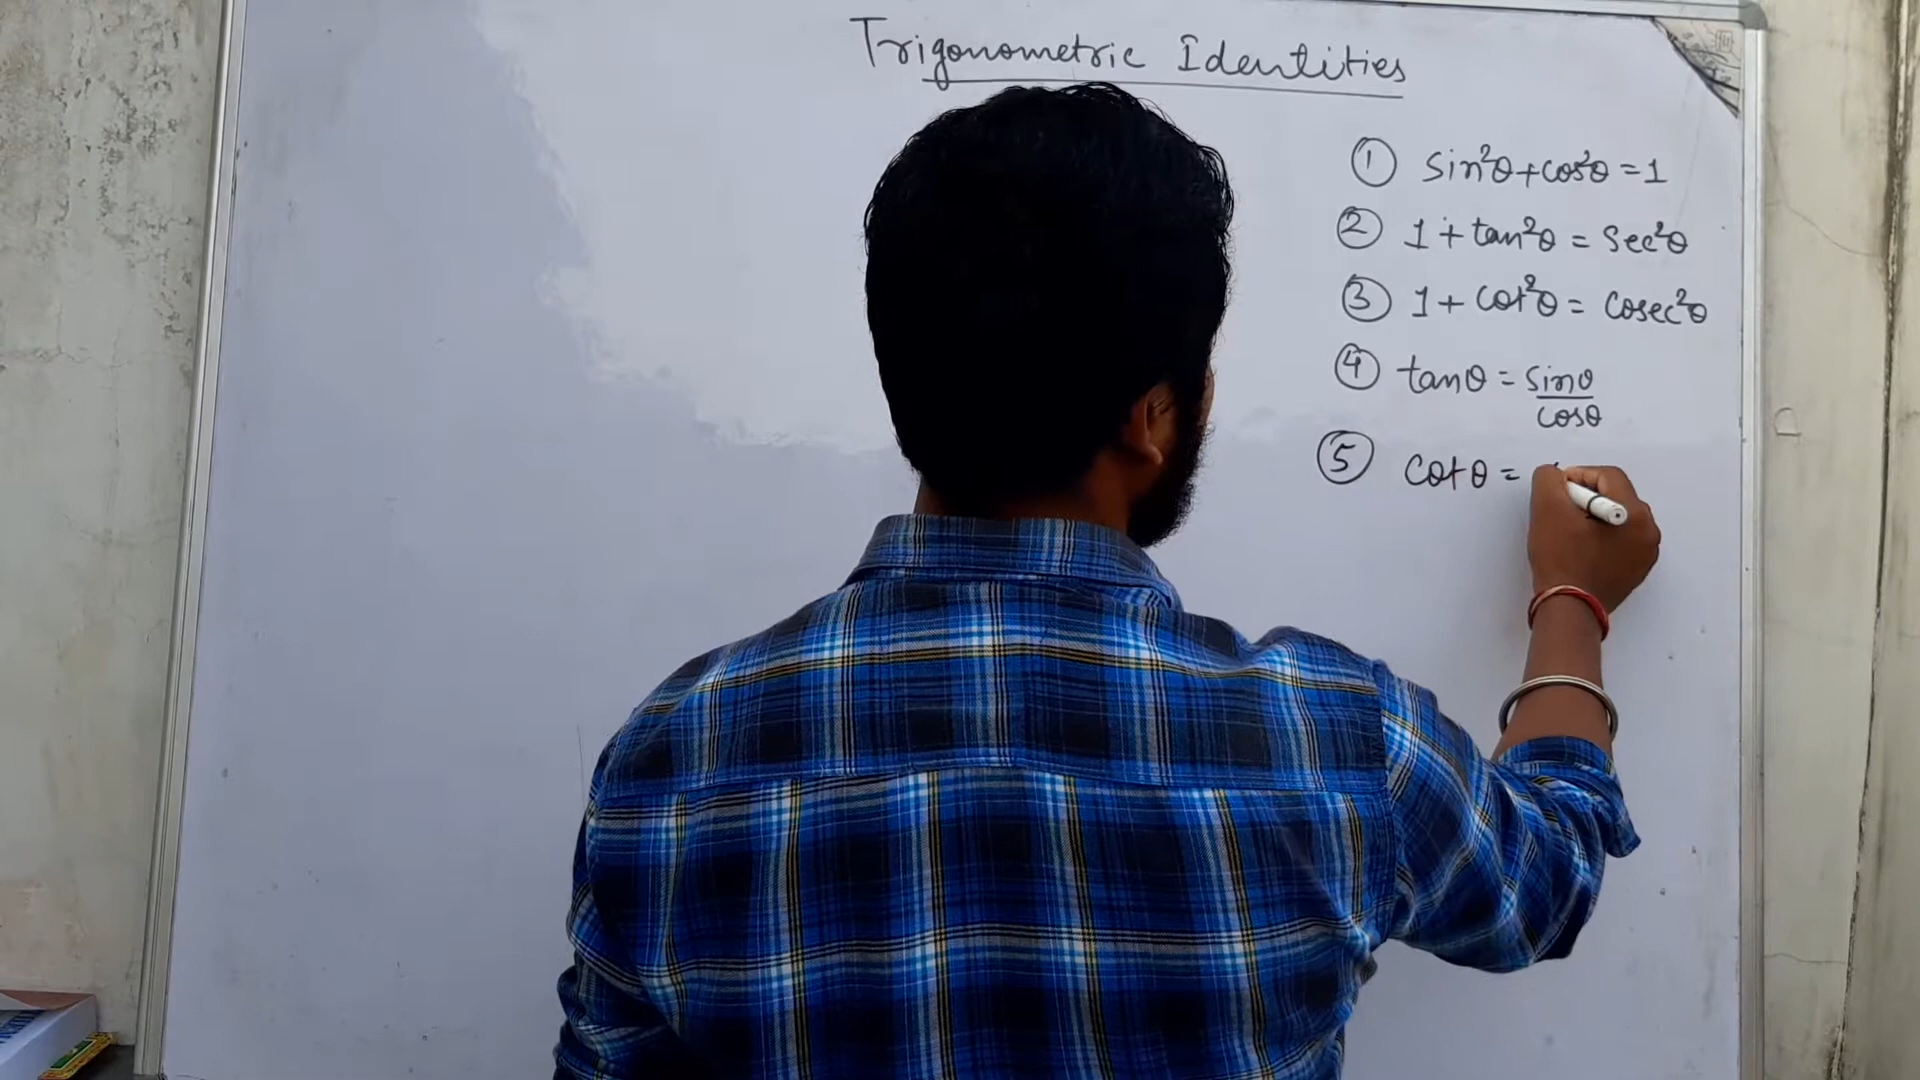 Trigonometric Identities
① sin²θ+cos²θ=1
② 1+tan²θ = sec²θ
③ 1+cot²θ = cosec²θ
④ tanθ = sinθ
cosθ
⑤ cotθ =